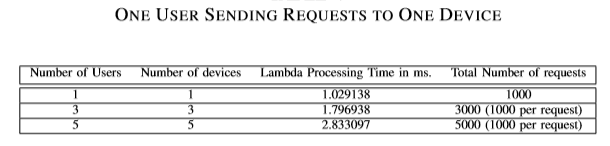 ONE USER SENDING REQUESTS TO ONE DEVICE
Number of Users Number of devices Lambda Processing Time in ms. Total Number of requests
1 1 1.029138 1000
3 3 1.796938 3000 (1000 per request)
5 5 2.833097 5000 (1000 per request)